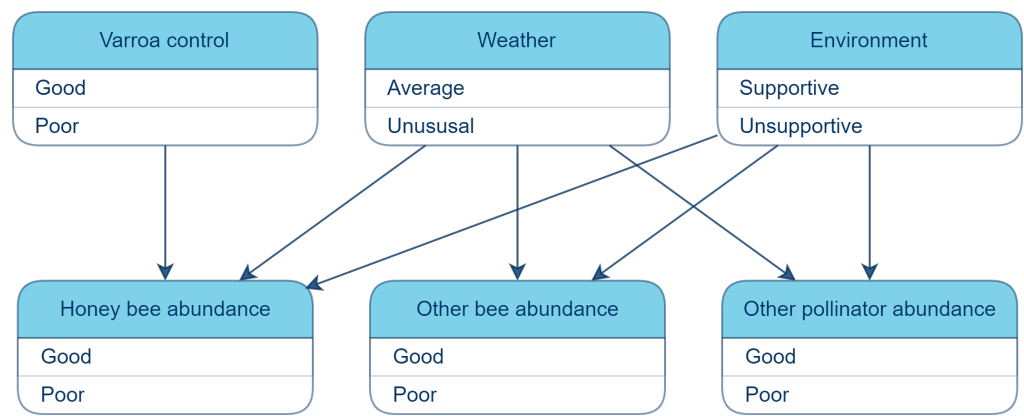 Varroa control
Good
Poor
Weather
Average
Unususal
Environment
Supportive
Unsupportive
Honey bee abundance
Good
Poor
Other bee abundance
Good
Poor
Other pollinator abundance
Good
Poor